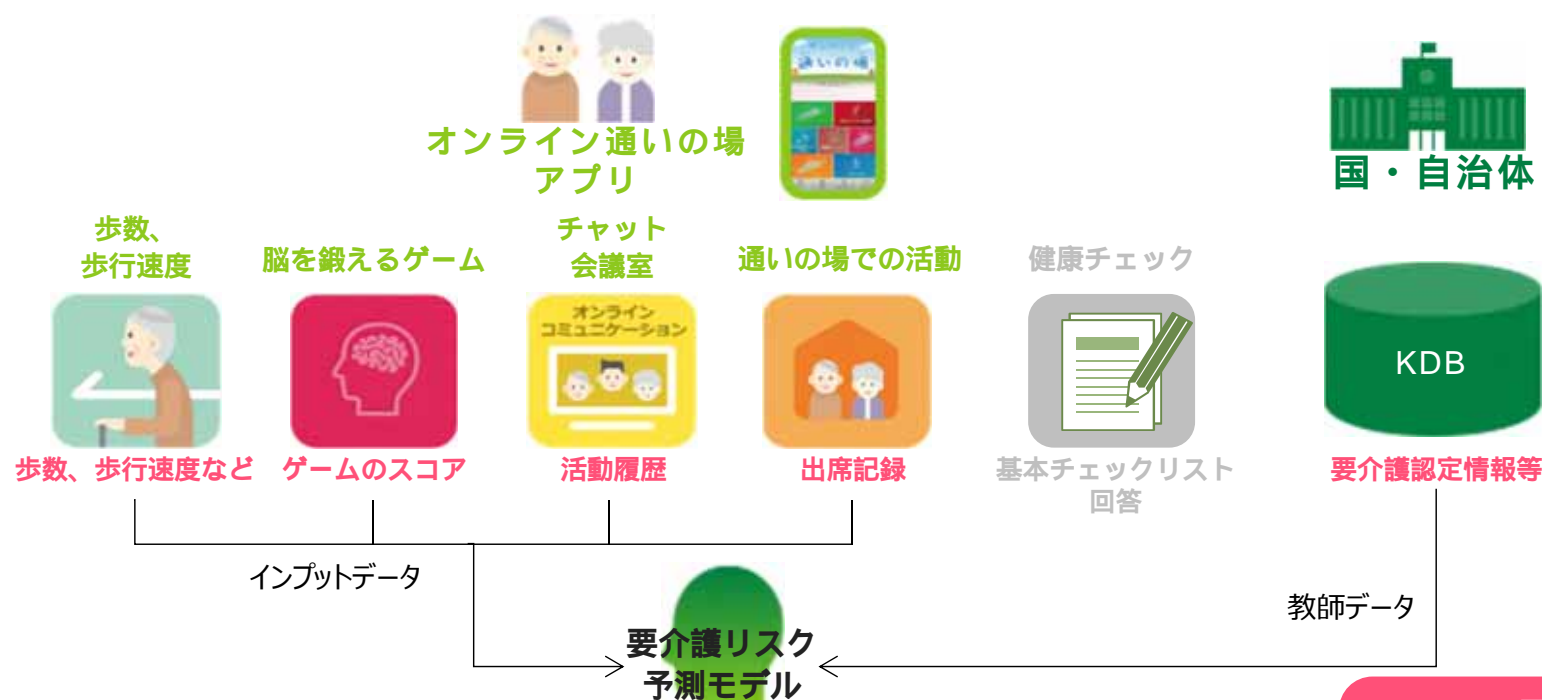 通いの場
オンライン通いの場
アプリ
国・自治体
歩数、
歩行速度
脳を鍛えるゲーム
チャット
会議室
通いの場での活動
健康チェック
オンライン
コミュニケーション
KDB
歩数、歩行速度など
ゲームのスコア
活動履歴
出席記録
基本チェックリスト
回答
要介護認定情報等
インプットデータ
教師データ
要介護リスク
予測モデル